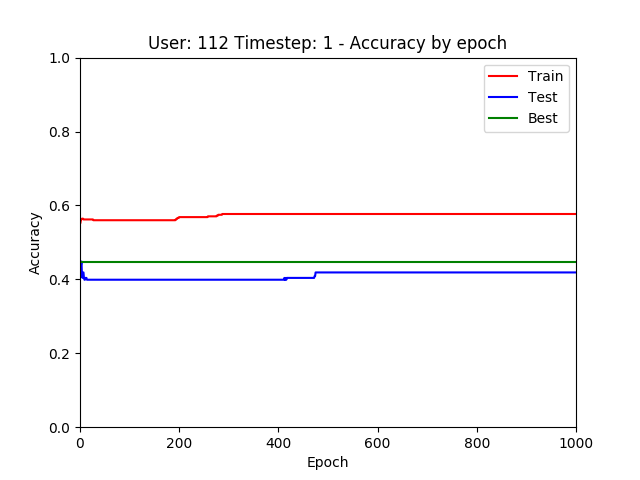 User: 112 Timestep: 1 - Accuracy by epoch
Train
Test
Best
Accuracy
1.0
0.8
0.6
0.4
0.2
0.0
0 200 400 600 800 1000
Epoch